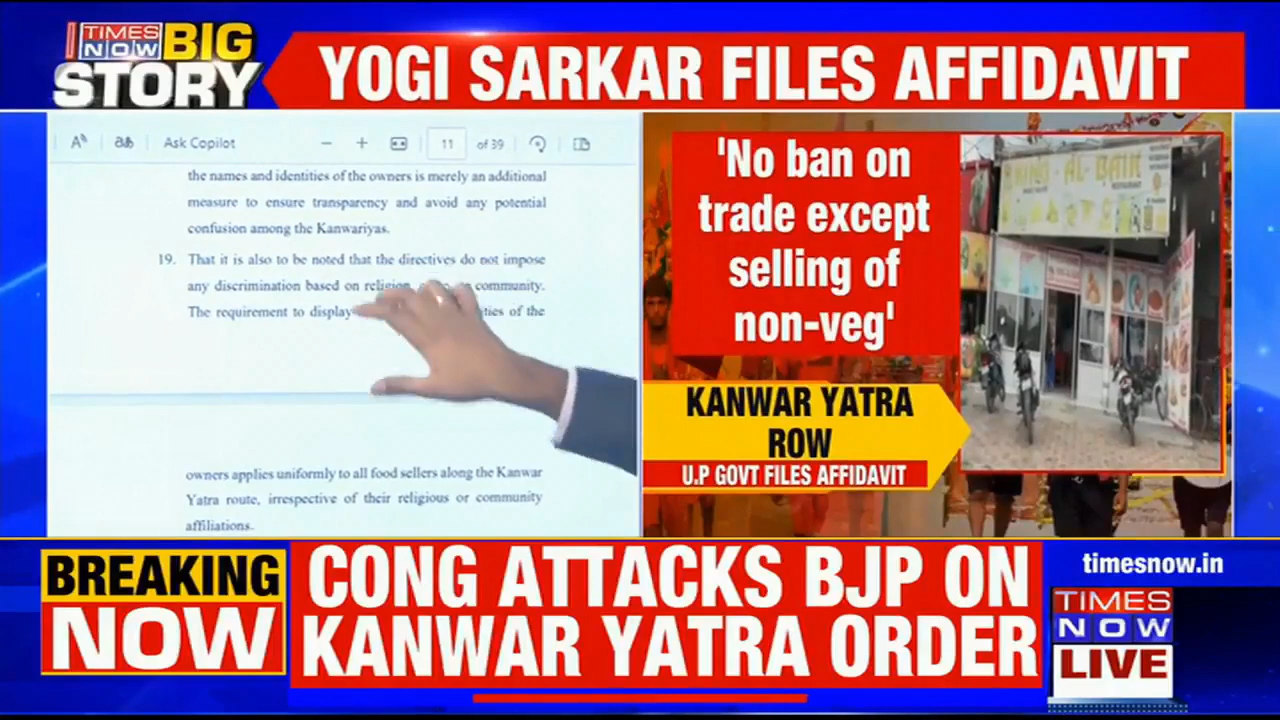 TIMES NOW BIG STORY
YOGI SARKAR FILES AFFIDAVIT
Ask Copilot
11 of 39
the names and identities of the owners is merely an additional
measure to ensure transparency and avoid any potential
confusion among the Kanwariyas.
19. That it is also to be noted that the directives do not impose
any discrimination based on religion community.
The requirement to display of the
owners applies uniformly to all food sellers along the Kanwar
Yatra route, irrespective of their religious or community
affiliations.
'No ban on
trade except
selling of
non-veg'
AL-BAIK
RESTAURANT
KANWAR YATRA
ROW
U.P GOVT FILES AFFIDAVIT
BREAKING
NOW
CONG ATTACKS BJP ON
KANWAR YATRA ORDER
timesnow.in
TIMES
NOW
LIVE